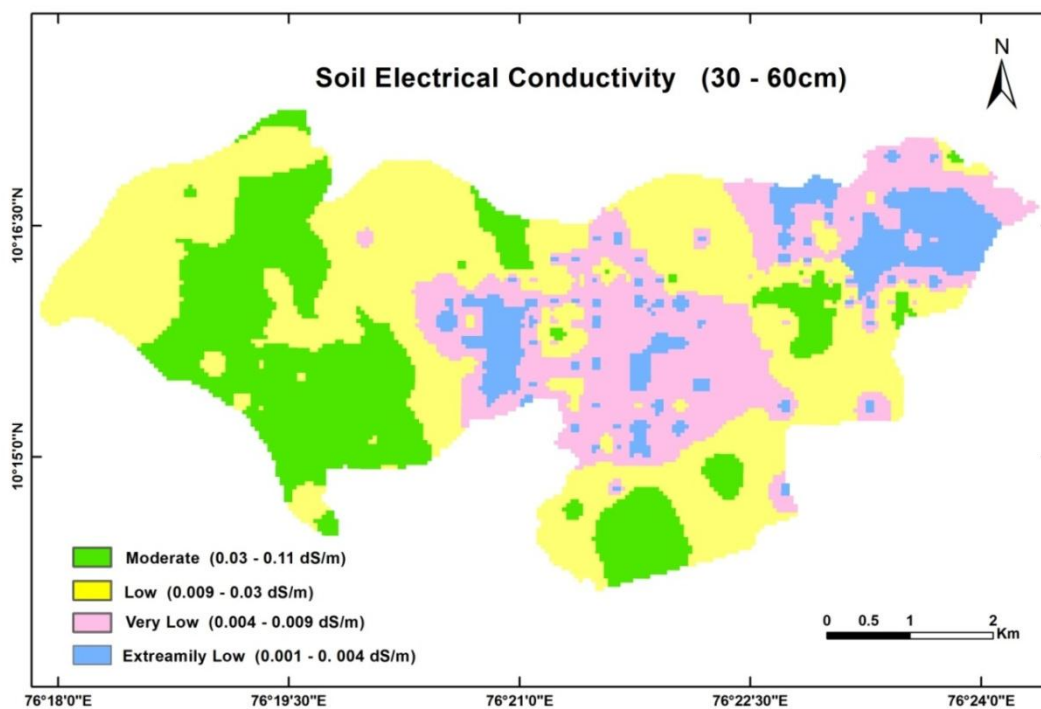 N
Soil Electrical Conductivity (30 - 60cm)
10°16'30"N
10°15'0"N
Moderate (0.03 - 0.11 dS/m)
Low (0.009 - 0.03 dS/m)
Very Low (0.004 - 0.009 dS/m)
Extreamily Low (0.001 - 0. 004 dS/m)
0 0.5 1 2
Km
76°18'0"E 76°19'30"E 76°21'0"E 76°22'30"E 76°24'0"E